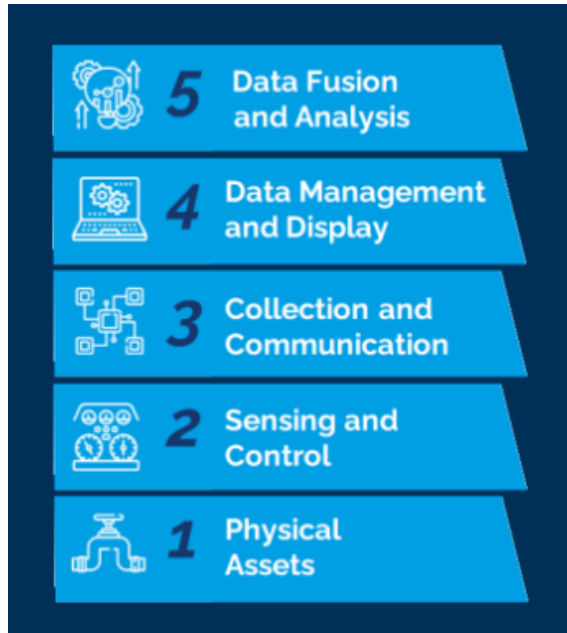 5 Data Fusion
and Analysis
4 Data Management
and Display
3 Collection and
Communication
2 Sensing and
Control
1 Physical
Assets